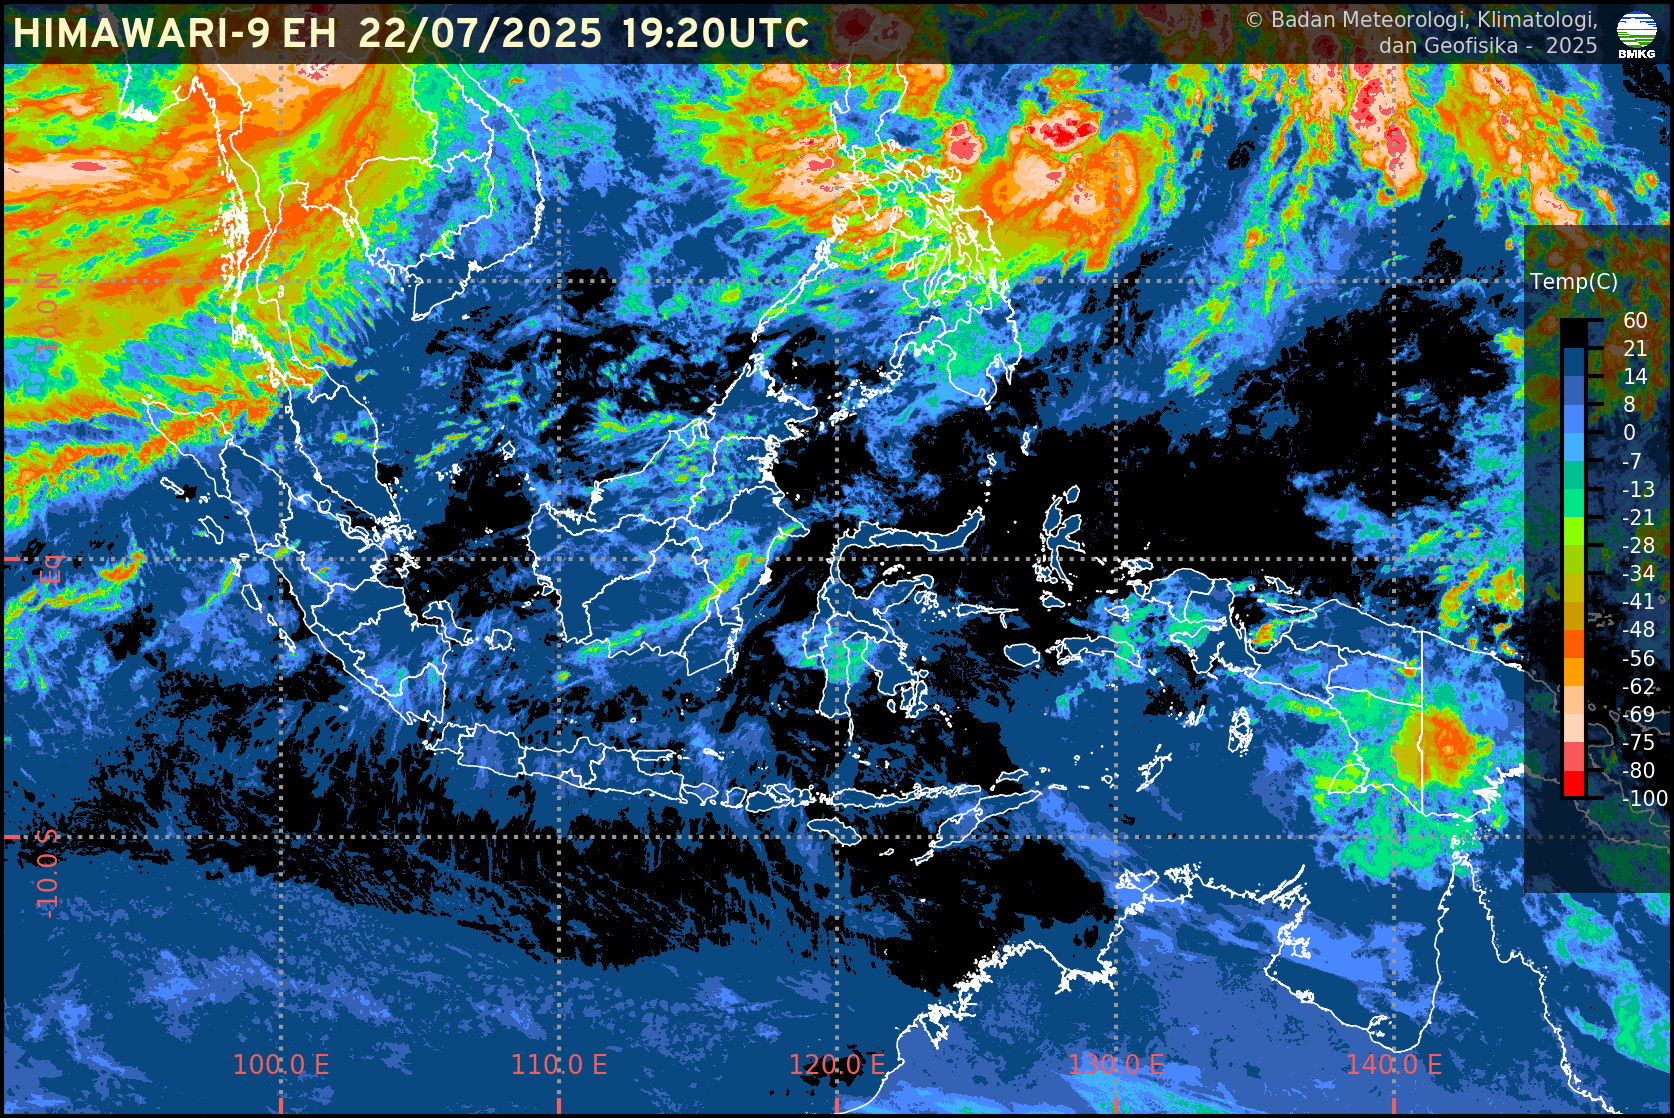 HIMAWARI-9 EH 22/07/2025 19:20UTC
© Badan Meteorologi, Klimatologi,
dan Geofisika - 2025
BMKG
10.0 N
Eq
-10.0 S
Temp(C)
60
21
14
8
0
-7
-13
-21
-28
-34
-41
-48
-56
-62
-69
-75
-80
-100
100.0 E
110.0 E
120.0 E
130.0 E
140.0 E